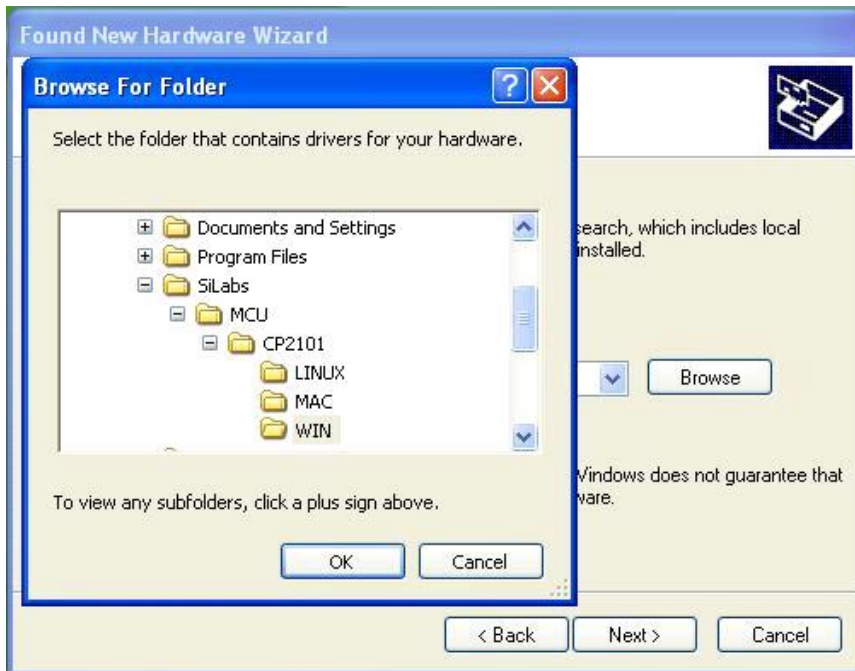 Found New Hardware Wizard
Browse For Folder
Select the folder that contains drivers for your hardware.
Documents and Settings
Program Files
SiLabs
MCU
CP2101
LINUX
MAC
WIN
To view any subfolders, click a plus sign above.
OK
Cancel
search, which includes local
installed.
Browse
Windows does not guarantee that
ware.
< Back
Next >
Cancel